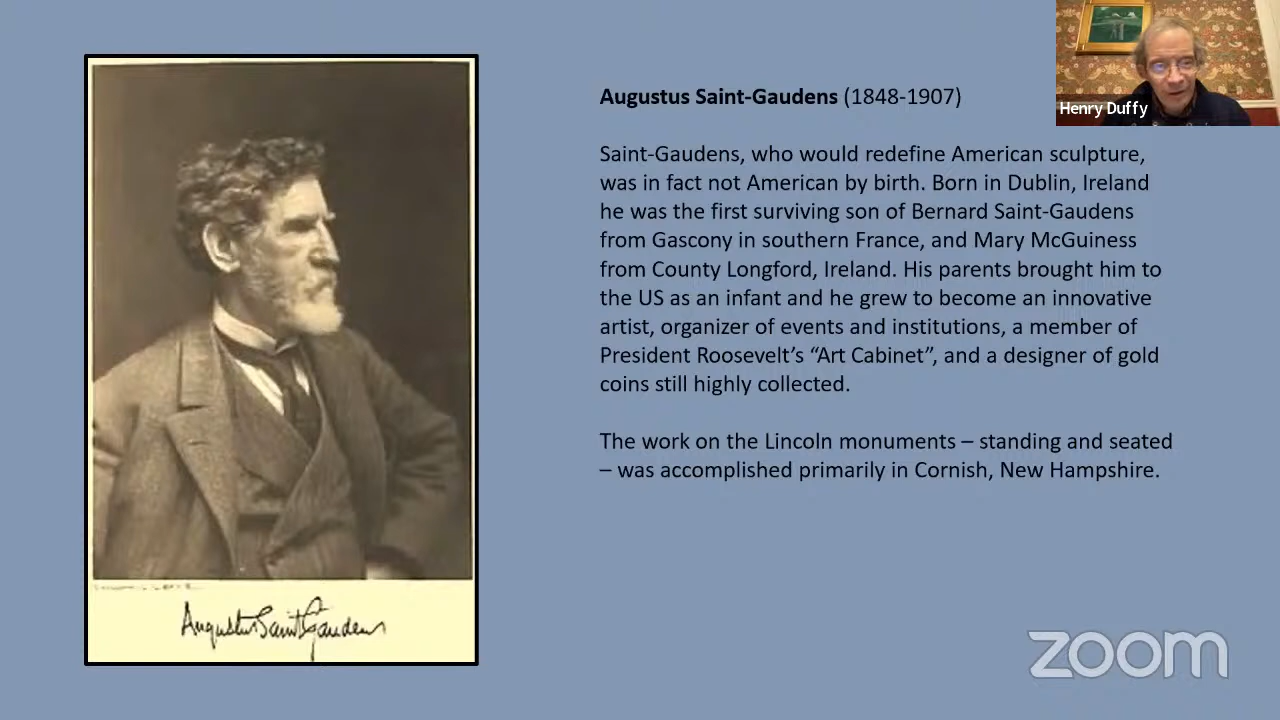 Augustus Saint-Gaudens (1848-1907)
Henry Duffy
Saint-Gaudens, who would redefine American sculpture,
was in fact not American by birth. Born in Dublin, Ireland
he was the first surviving son of Bernard Saint-Gaudens
from Gascony in southern France, and Mary McGuiness
from County Longford, Ireland. His parents brought him to
the US as an infant and he grew to become an innovative
artist, organizer of events and institutions, a member of
President Roosevelt’s “Art Cabinet”, and a designer of gold
coins still highly collected.
The work on the Lincoln monuments – standing and seated
– was accomplished primarily in Cornish, New Hampshire.
Augustus Saint Gaudens
zoom